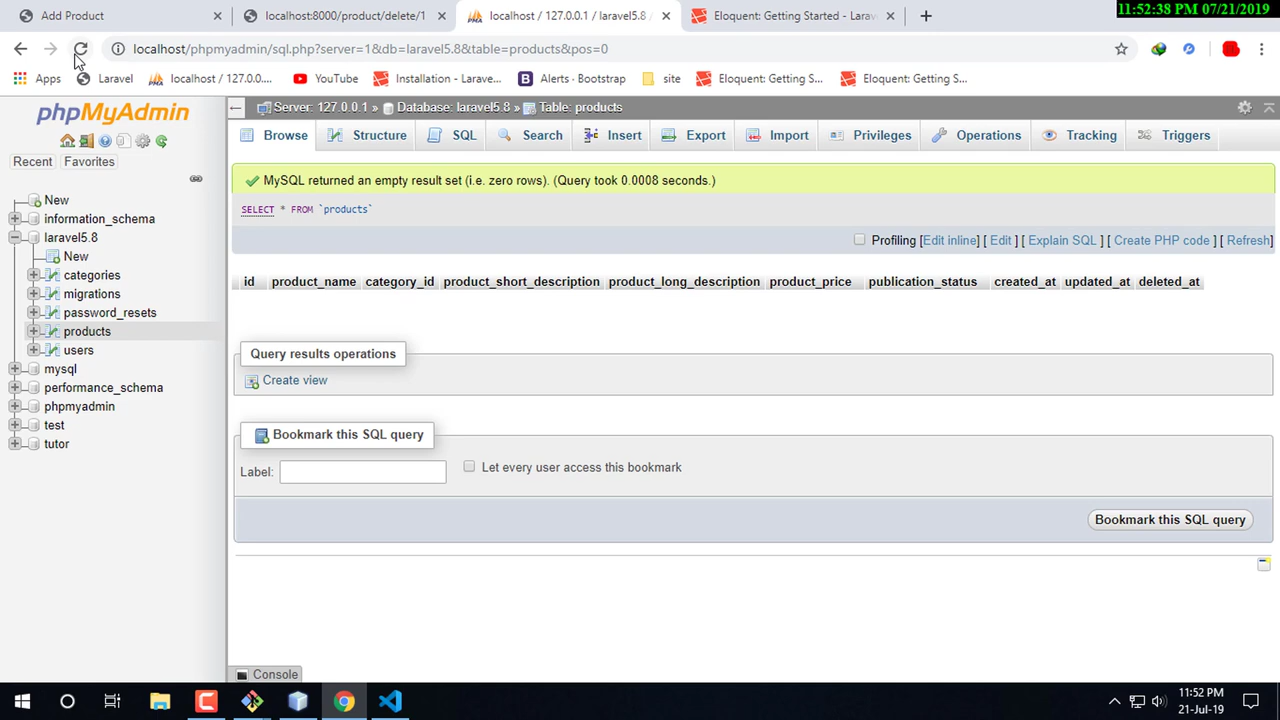 11:52:38 PM 07/21/2019
Add Product
localhost:8000/product/delete/1
localhost / 127.0.0.1 / laravel5.8
Eloquent: Getting Started - Larav
localhost/phpmyadmin/sql.php?server=1&db=laravel5.8&table=products&pos=0
Apps
Laravel
localhost / 127.0.0....
YouTube
Installation - Larave...
Alerts · Bootstrap
site
Eloquent: Getting S...
Eloquent: Getting S...
phpMyAdmin
Recent
Favorites
New
information_schema
laravel5.8
New
categories
migrations
password_resets
products
users
mysql
performance_schema
phpmyadmin
test
tutor
Server: 127.0.0.1 » Database: laravel5.8 » Table: products
Browse
Structure
SQL
Search
Insert
Export
Import
Privileges
Operations
Tracking
Triggers
MySQL returned an empty result set (i.e. zero rows). (Query took 0.0008 seconds.)
SELECT * FROM `products`
Profiling [Edit inline] [ Edit ] [ Explain SQL ] [ Create PHP code ] [ Refresh]
id product_name category_id product_short_description product_long_description product_price publication_status created_at updated_at deleted_at
Query results operations
Create view
Bookmark this SQL query
Label:
Let every user access this bookmark
Bookmark this SQL query
Console
11:52 PM
21-Jul-19